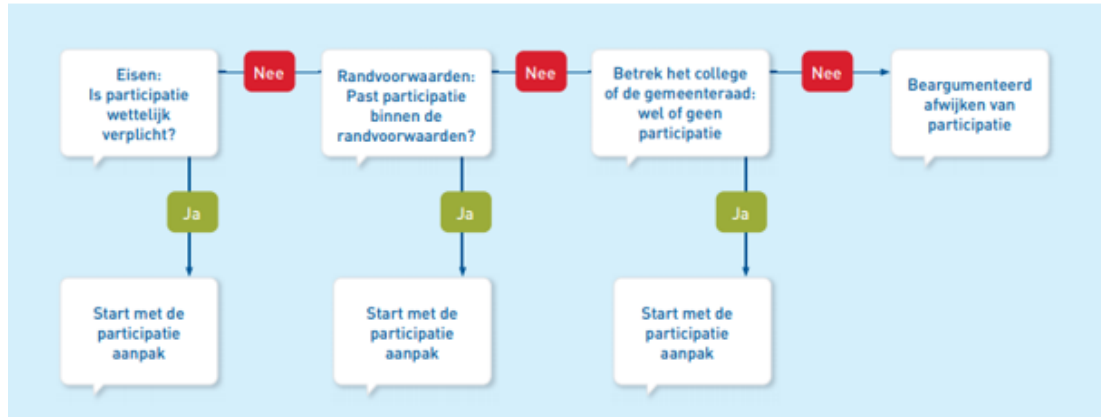 Eisen:
Is participatie
wettelijk
verplicht?
Nee
Randvoorwaarden:
Past participatie
binnen de
randvoorwaarden?
Nee
Betrek het college
of de gemeenteraad:
wel of geen
participatie
Nee
Beargumenteerd
afwijken van
participatie
Ja
Ja
Ja
Start met de
participatie
aanpak
Start met de
participatie
aanpak
Start met de
participatie
aanpak